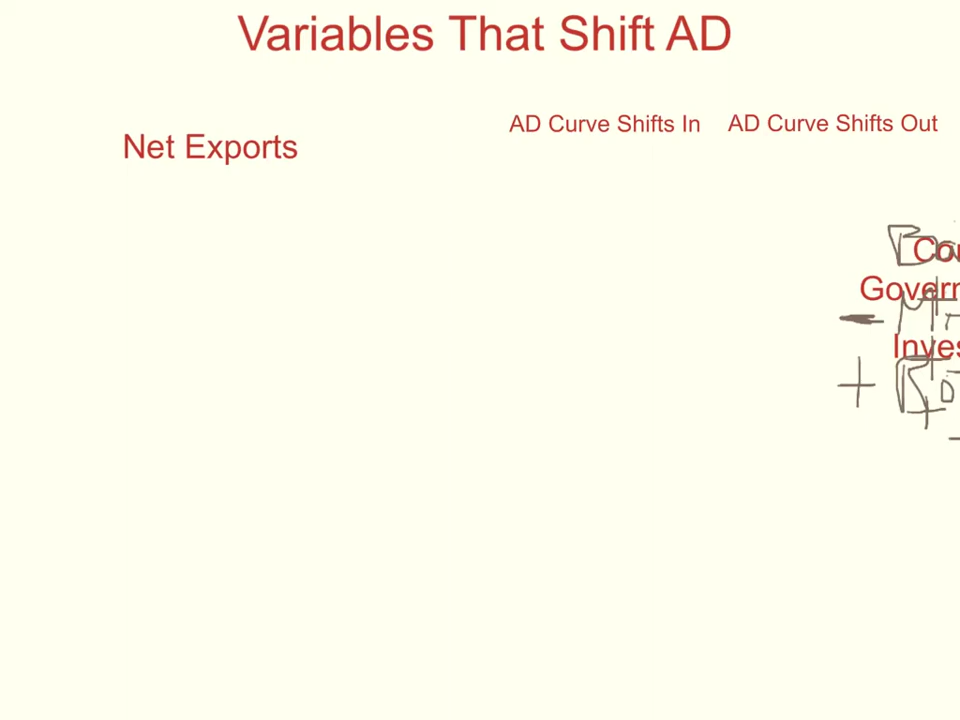 Variables That Shift AD
AD Curve Shifts In AD Curve Shifts Out
Net Exports